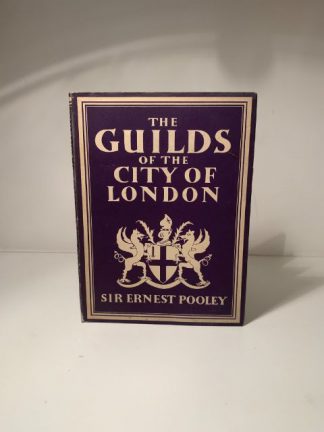 THE
GUILDS
OF THE
CITY OF
LONDON
SIR ERNEST POOLEY